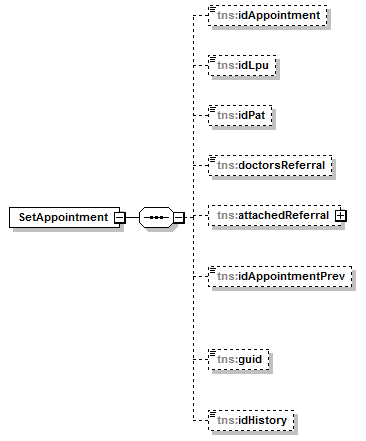 tns:idAppointment
tns:idLpu
tns:idPat
tns:doctorsReferral
SetAppointment
tns:attachedReferral
tns:idAppointmentPrev
tns:guid
tns:idHistory